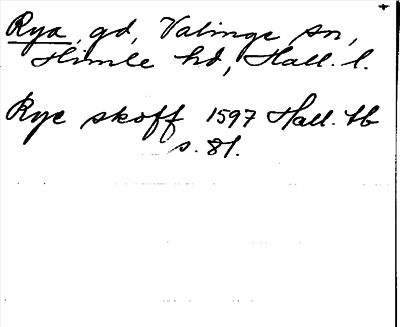 Rya, gd, Valinge sn,
Himle hd, Hall. l.
Rye skoff 1597 Hall. tb
s. 81.